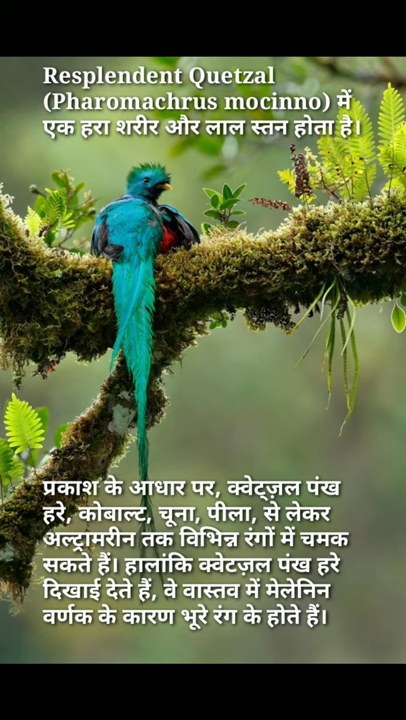 Resplendent Quetzal
(Pharomachrus mocinno) में
एक हरा शरीर और लाल स्तन होता है।
प्रकाश के आधार पर, क्वेट्ज़ल पंख
हरे, कोबाल्ट, चूना, पीला, से लेकर
अल्ट्रामरीन तक विभिन्न रंगों में चमक
सकते हैं। हालांकि क्वेटज़ल पंख हरे
दिखाई देते हैं, वे वास्तव में मेलेनिन
वर्णक के कारण भूरे रंग के होते हैं।